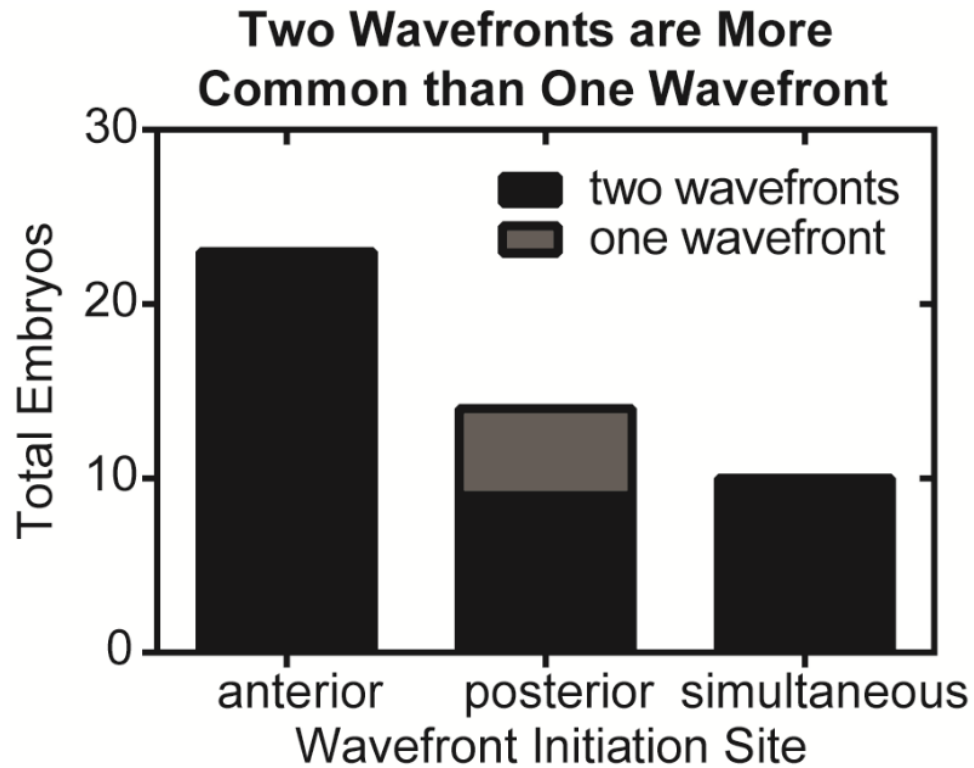 Two Wavefronts are More
Common than One Wavefront
30
two wavefronts
one wavefront
20
10
0
Total Embryos
anterior posterior simultaneous
Wavefront Initiation Site